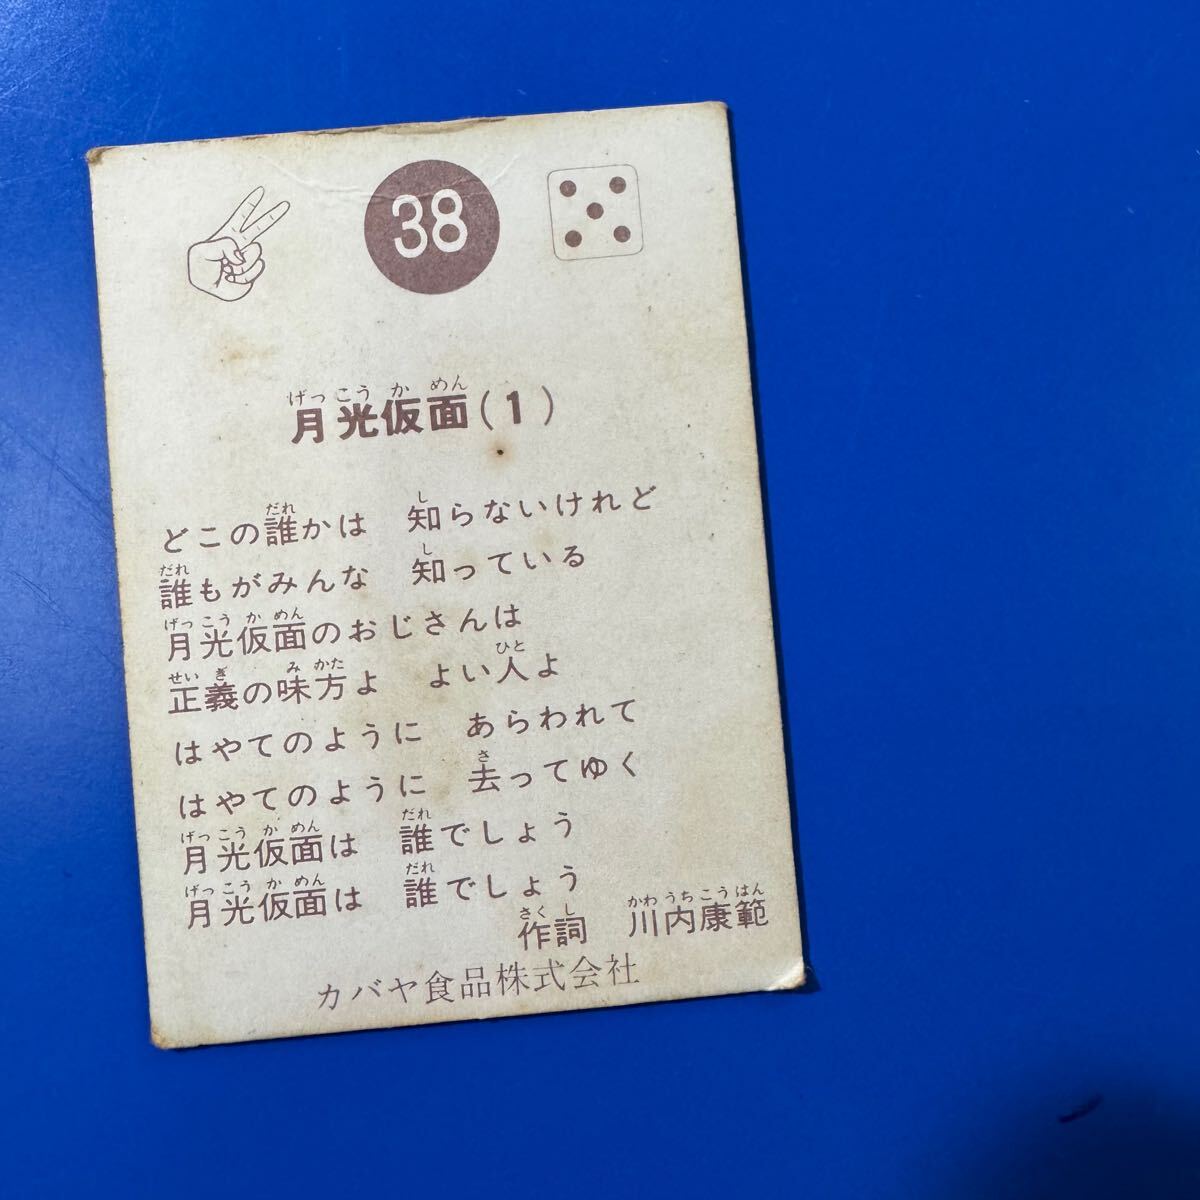 38
月光仮面(1)
どこの誰かは 知らないけれど
誰もがみんな 知っている
月光仮面のおじさんは
正義の味方よ よい人よ
はやてのように あらわれて
はやてのように 去ってゆく
月光仮面は 誰でしょう
月光仮面は 誰でしょう
作詞 川内康範
カバヤ食品株式会社